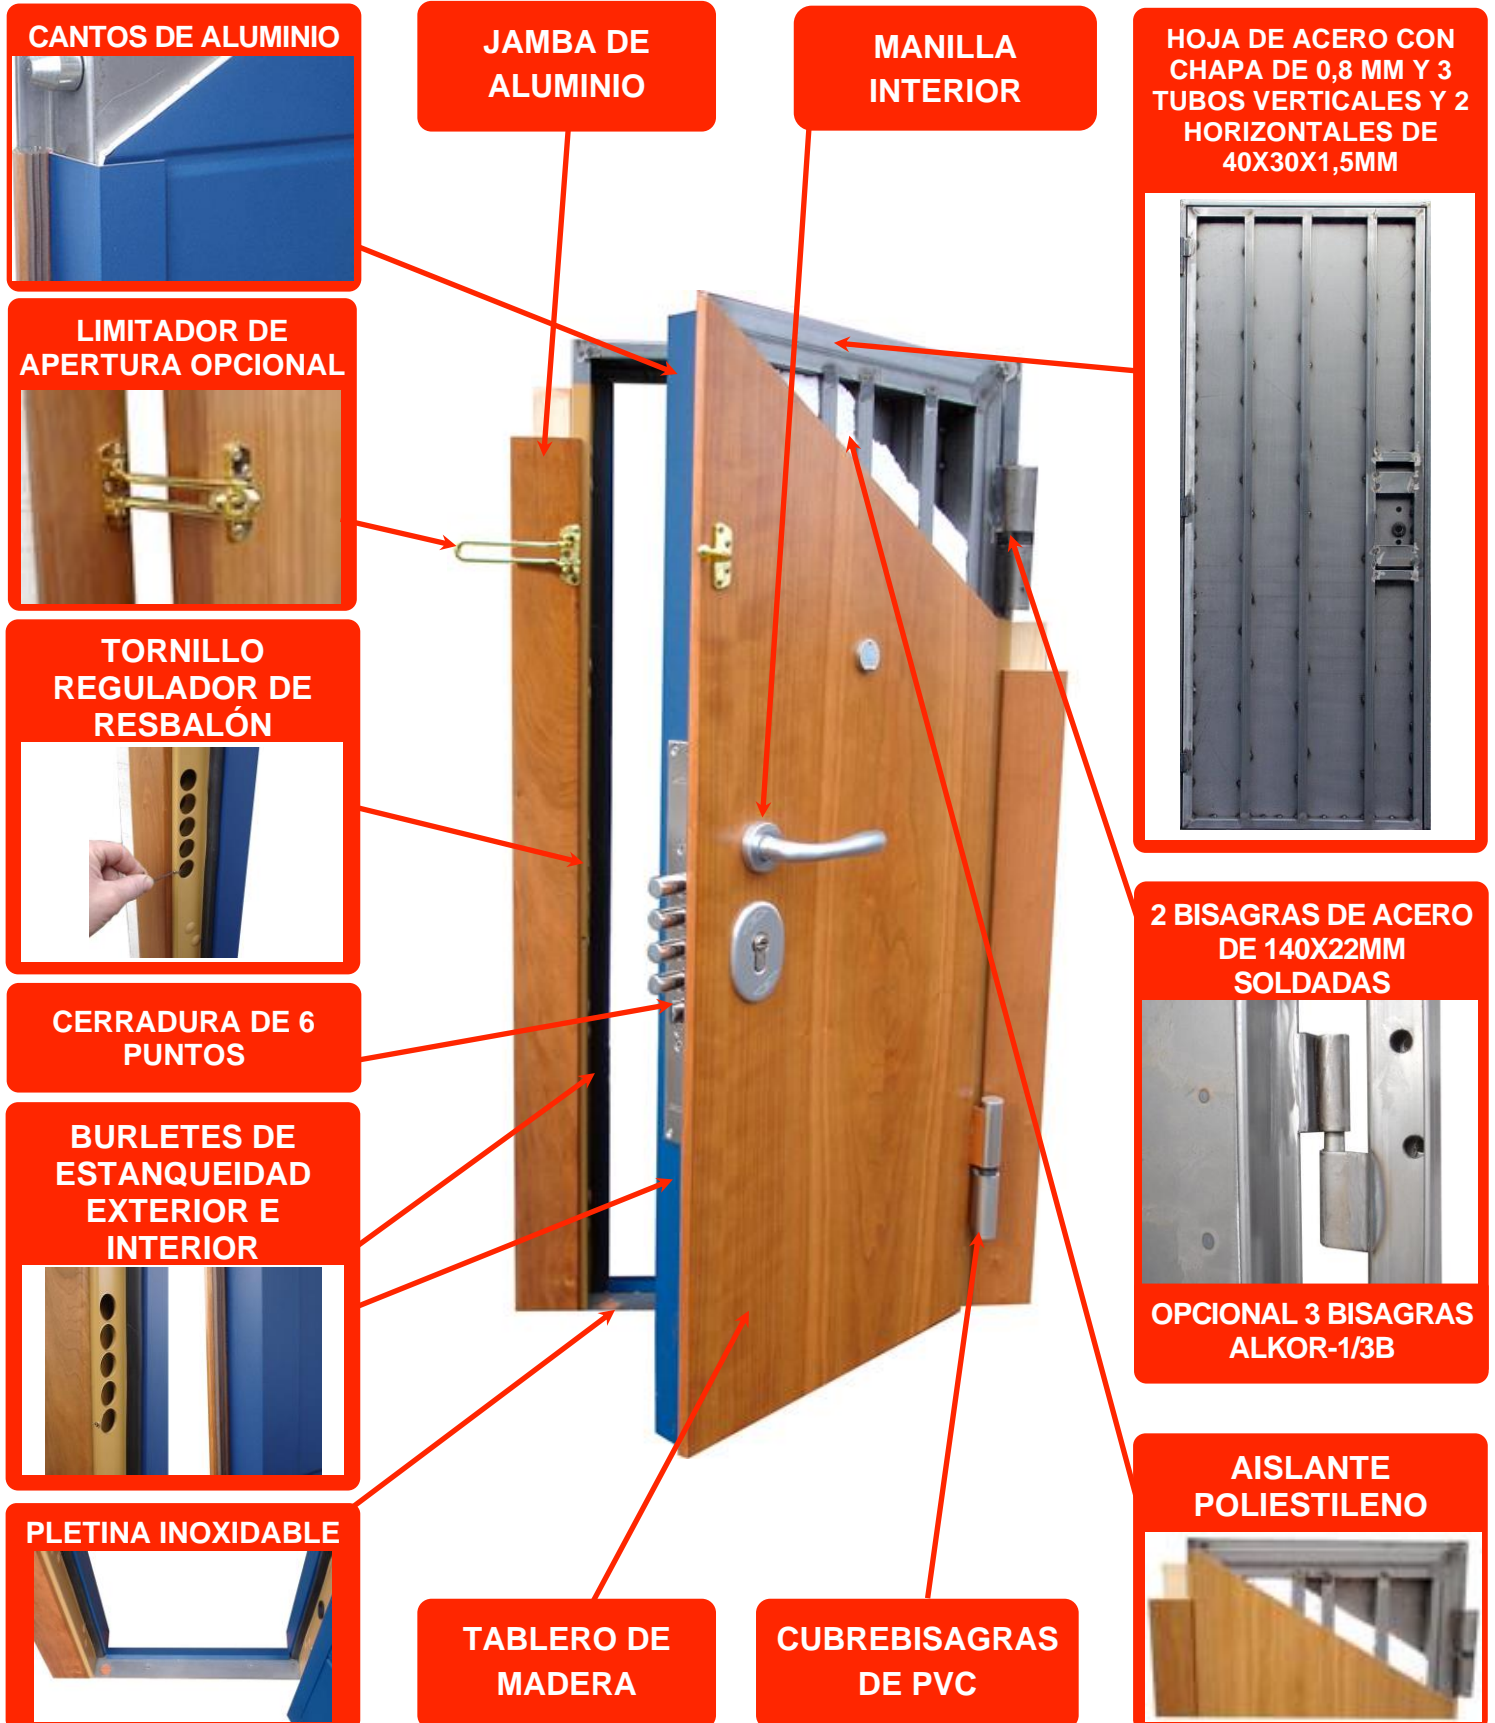 CANTOS DE ALUMINIO
JAMBA DE
ALUMINIO
MANILLA
INTERIOR
HOJA DE ACERO CON
CHAPA DE 0,8 MM Y 3
TUBOS VERTICALES Y 2
HORIZONTALES DE
40X30X1,5MM
LIMITADOR DE
APERTURA OPCIONAL
TORNILLO
REGULADOR DE
RESBALÓN
CERRADURA DE 6
PUNTOS
2 BISAGRAS DE ACERO
DE 140X22MM
SOLDADAS
OPCIONAL 3 BISAGRAS
ALKOR-1/3B
BURLETES DE
ESTANQUEIDAD
EXTERIOR E
INTERIOR
AISLANTE
POLIESTILENO
PLETINA INOXIDABLE
TABLERO DE
MADERA
CUBREBISAGRAS
DE PVC